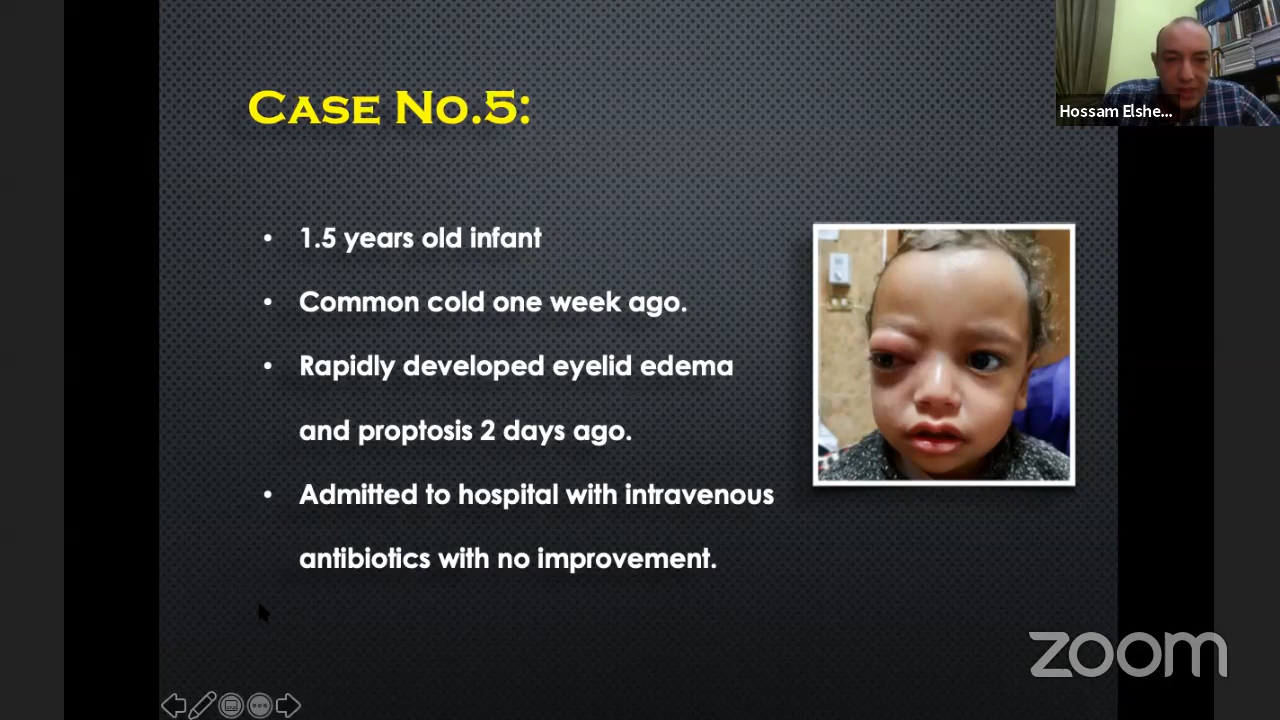 CASE NO.5:
Hossam Elshe...
• 1.5 years old infant
• Common cold one week ago.
• Rapidly developed eyelid edema
and proptosis 2 days ago.
• Admitted to hospital with intravenous
antibiotics with no improvement.
zoom